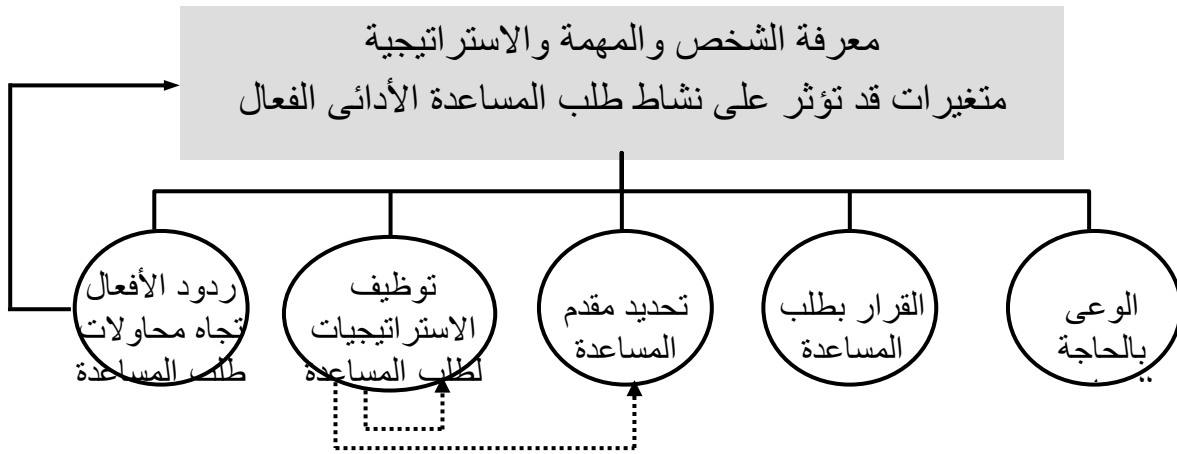 معرفة الشخص والمهمة والاستراتيجية
متغيرات قد تؤثر على نشاط طلب المساعدة الأدائى الفعال
الوعى
بالحاجة
القرار بطلب
المساعدة
تحديد مقدم
المساعدة
توظيف
الاستراتيجيات
لطلب المساعدة
ردود الأفعال
تجاه محاولات
طلب المساعدة